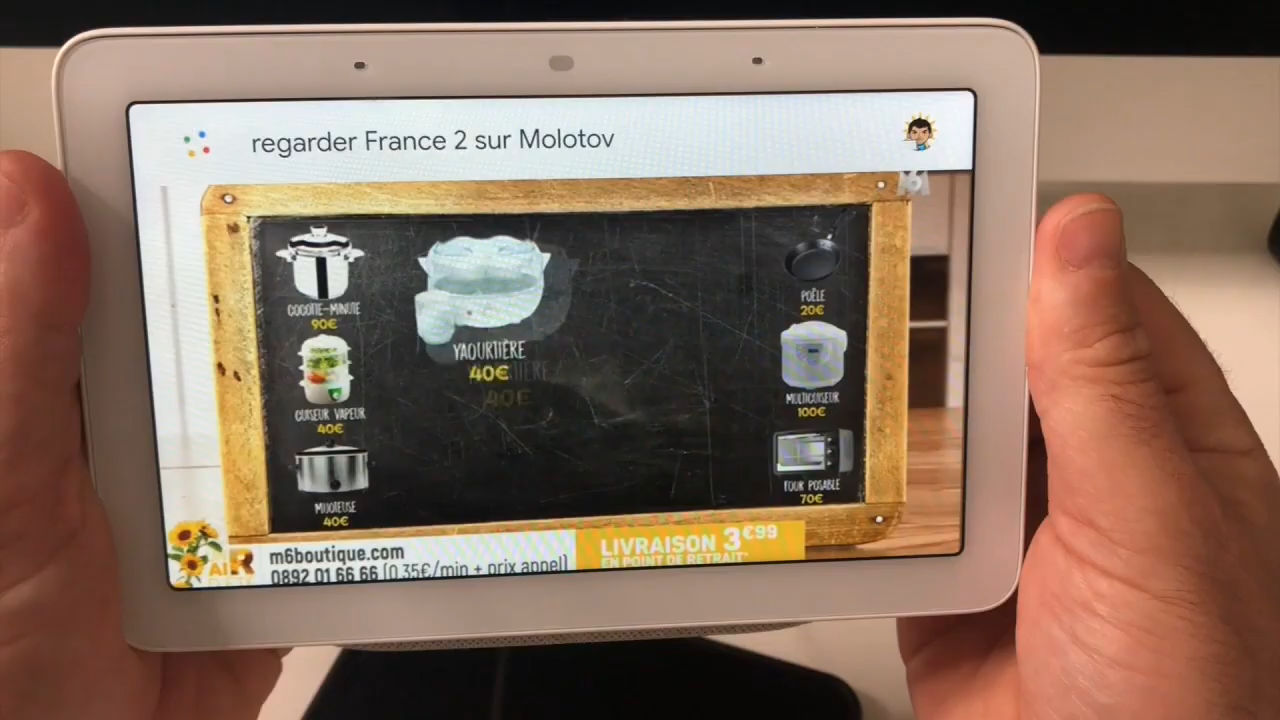 regarder France 2 sur Molotov
M6
COCOTTE-MINUTE
90€
CUISEUR VAPEUR
40€
MIJOTEUSE
40€
YAOURTIÈRE
40€
40€
POÊLE
20€
MULTICUISEUR
100€
FOUR POSABLE
70€
m6boutique.com
0892 01 66 66 (0,35€/min + prix appel)
LIVRAISON 3€99
EN POINT DE RETRAIT*